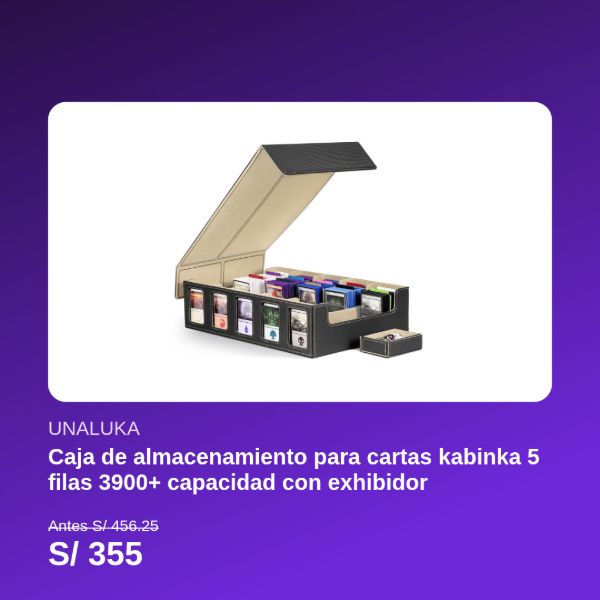 UNALUKA
Caja de almacenamiento para cartas kabinka 5
filas 3900+ capacidad con exhibidor
Antes S/ 456.25
S/ 355